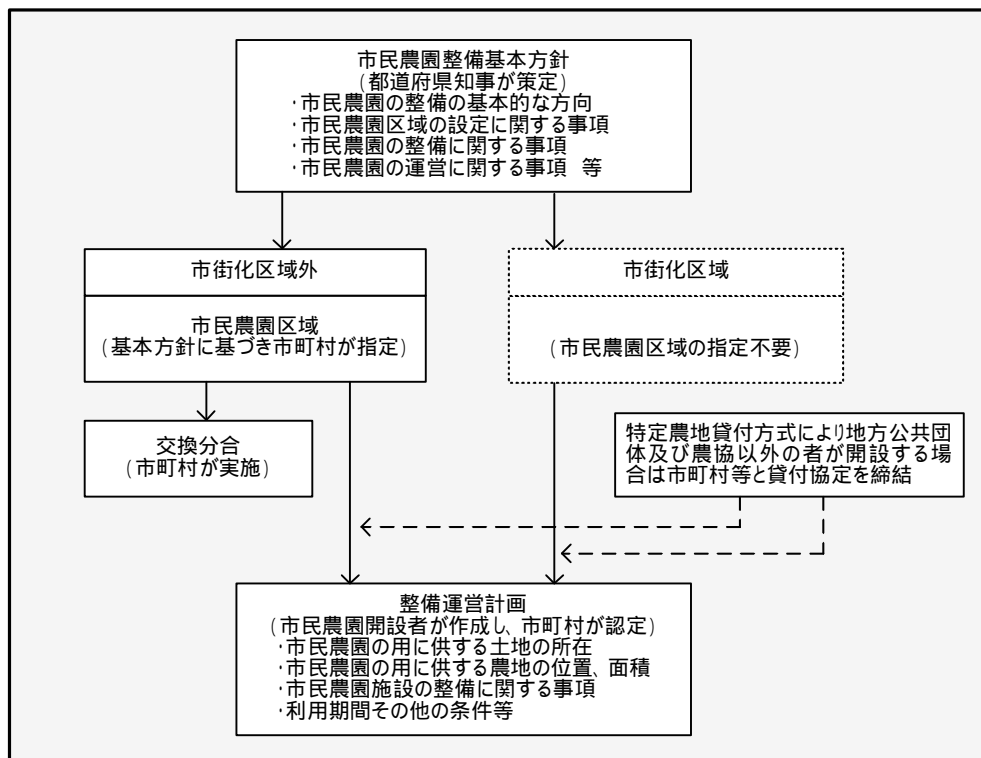 市民農園整備基本方針
(都道府県知事が策定)
・市民農園の整備の基本的な方向
・市民農園区域の設定に関する事項
・市民農園の整備に関する事項
・市民農園の運営に関する事項 等
市街化区域外
市民農園区域
(基本方針に基づき市町村が指定)
市街化区域
(市民農園区域の指定不要)
交換分合
(市町村が実施)
特定農地貸付方式により地方公共団
体及び農協以外の者が開設する場
合は市町村等と貸付協定を締結
整備運営計画
(市民農園開設者が作成し、市町村が認定)
・市民農園の用に供する土地の所在
・市民農園の用に供する農地の位置、面積
・市民農園施設の整備に関する事項
・利用期間その他の条件等